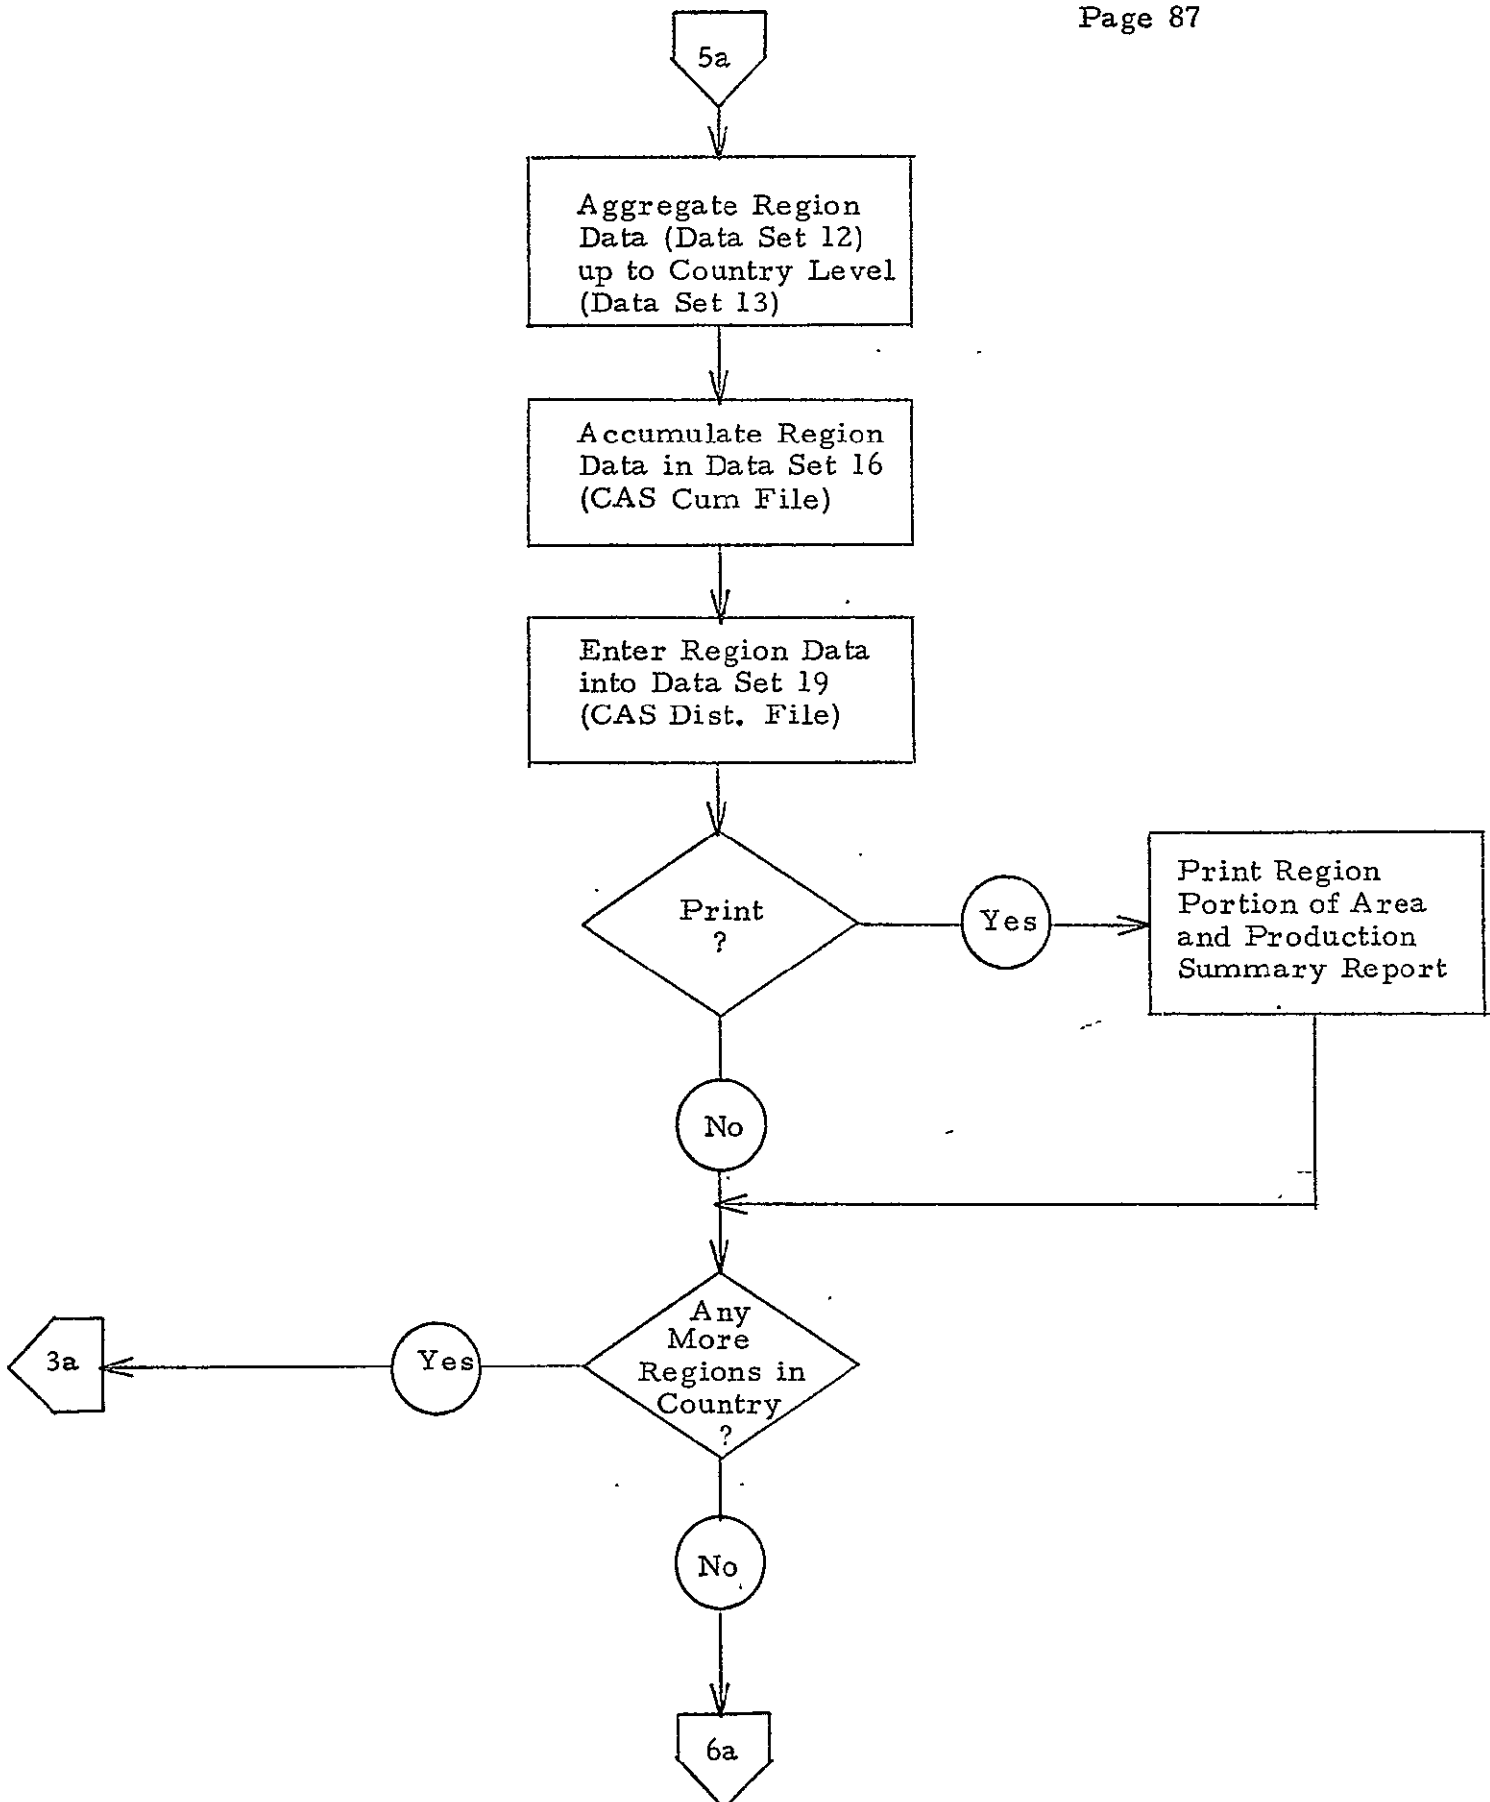 Page 87
5a
Aggregate Region
Data (Data Set 12)
up to Country Level
(Data Set 13)
Accumulate Region
Data in Data Set 16
(CAS Cum File)
Enter Region Data
into Data Set 19
(CAS Dist. File)
Print
?
Yes
Print Region
Portion of Area
and Production
Summary Report
No
Any
More
Regions in
Country
?
Yes
3a
No
6a